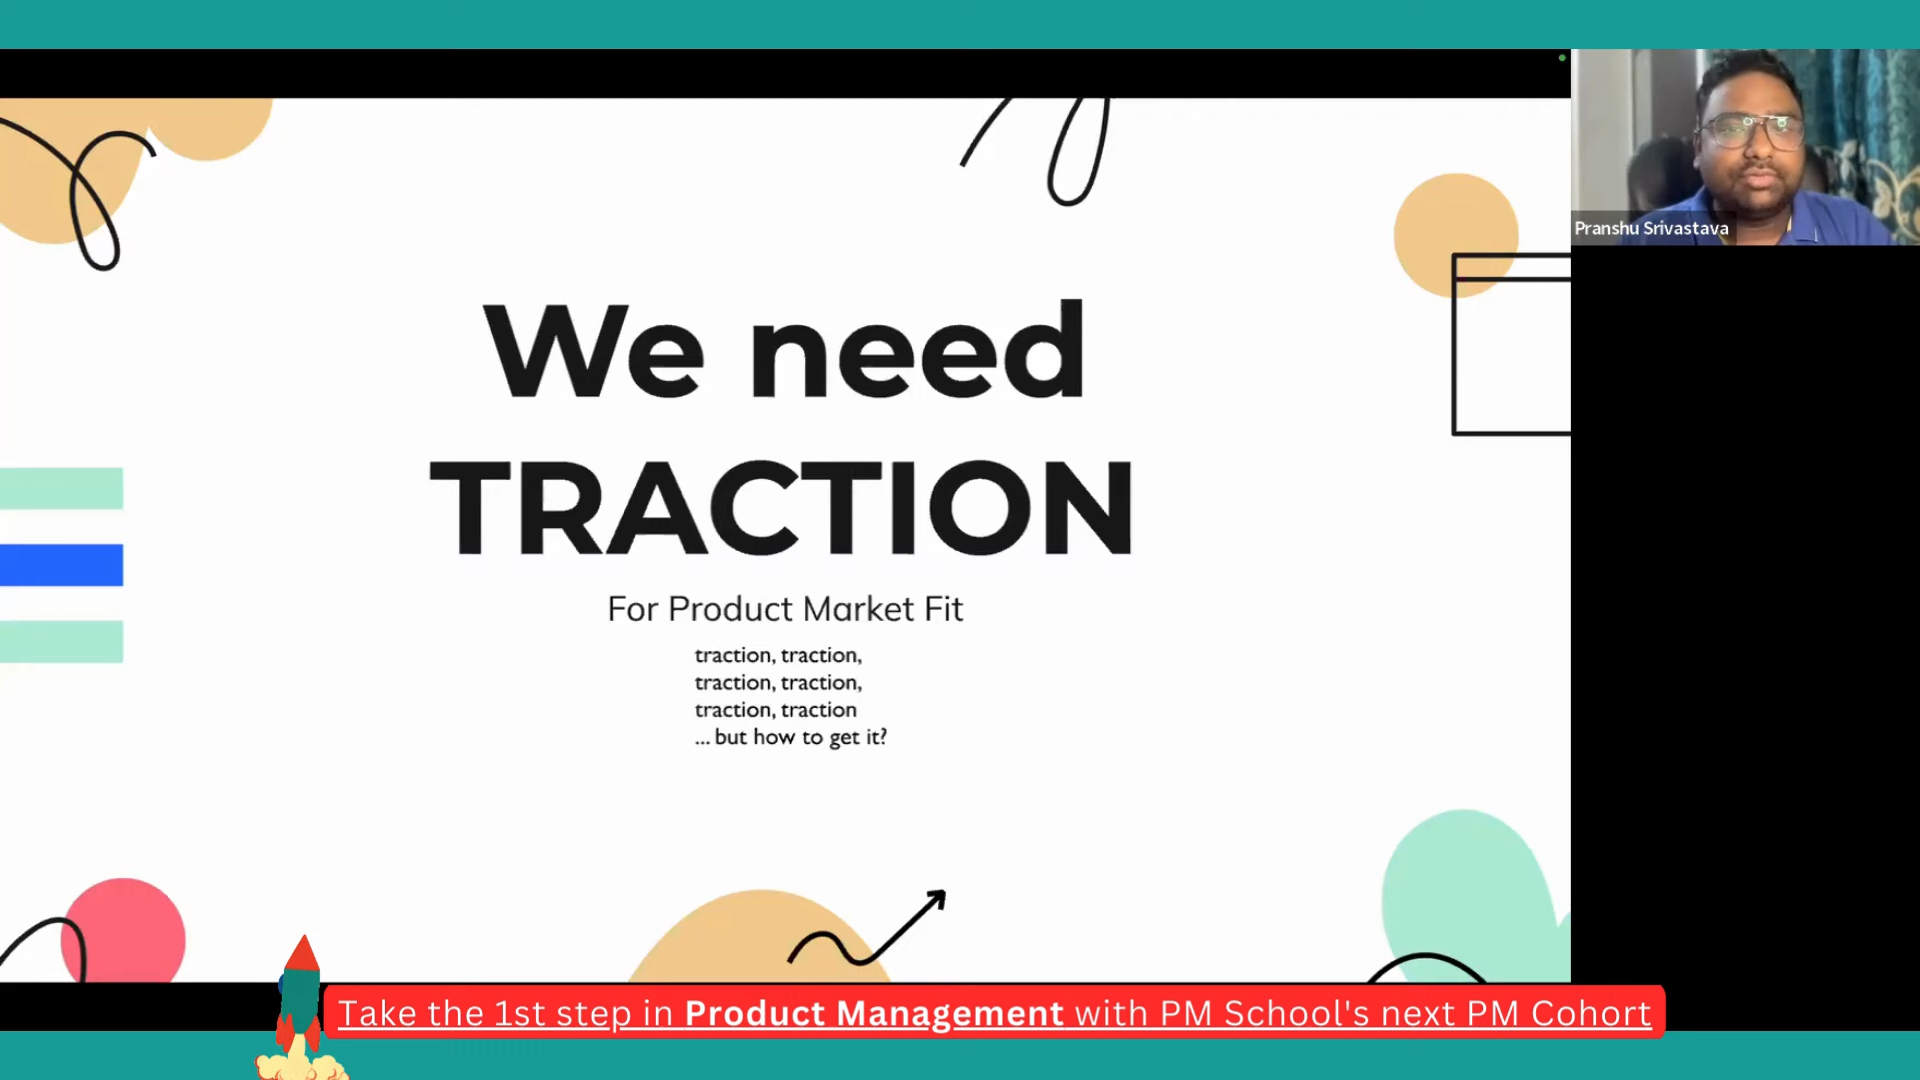 We need
TRACTION
For Product Market Fit
traction, traction,
traction, traction,
traction, traction
... but how to get it?
Pranshu Srivastava
Take the 1st step in Product Management with PM School's next PM Cohort